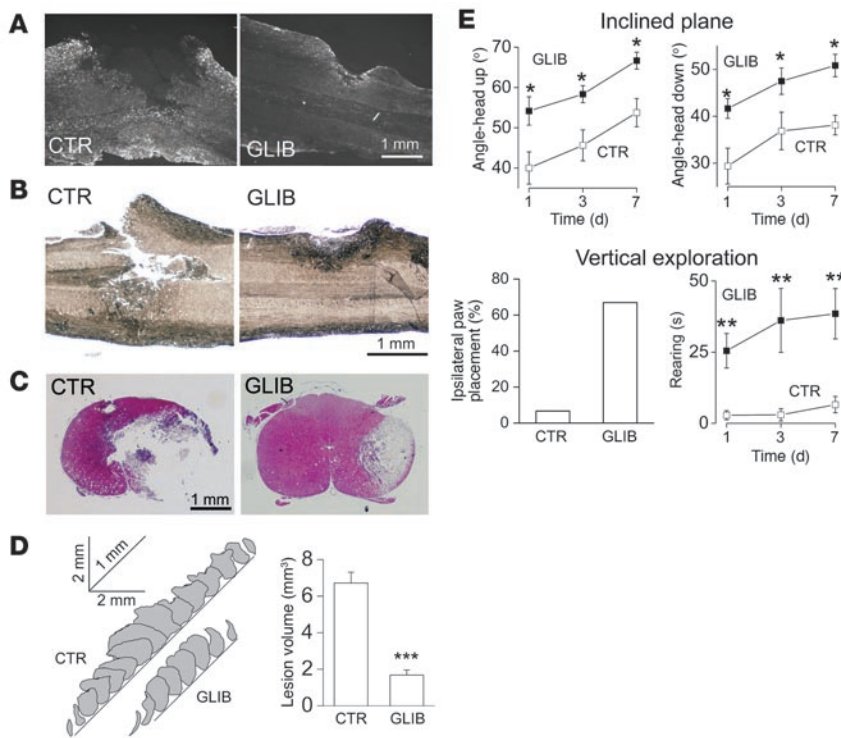 A
CTR
GLIB
1 mm
B
CTR
GLIB
1 mm
C
CTR
GLIB
1 mm
D
2 mm
1 mm
2 mm
CTR
GLIB
Lesion volume (mm³)
8
6
4
2
0
***
CTR
GLIB
E
Inclined plane
Angle-head up (º)
70
60
50
40
GLIB
*
*
*
1
3
7
Time (d)
Angle-head down (º)
50
40
30
GLIB
*
*
*
CTR
1
3
7
Time (d)
Vertical exploration
Ipsilateral paw
placement (%)
80
60
40
20
0
CTR
GLIB
Rearing (s)
50
25
0
GLIB
**
**
**
CTR
1
3
7
Time (d)